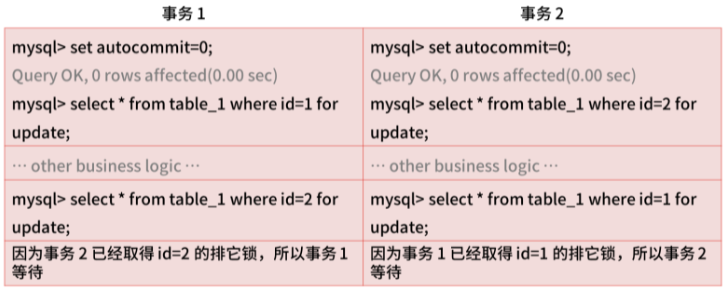 事务 1
事务 2
mysql> set autocommit=0;
Query OK, 0 rows affected(0.00 sec)
mysql> select * from table_1 where id=1 for
update;
mysql> set autocommit=0;
Query OK, 0 rows affected(0.00 sec)
mysql> select * from table_1 where id=2 for
update;
··· other business logic ···
··· other business logic ···
mysql> select * from table_1 where id=2 for
update;
mysql> select * from table_1 where id=1 for
update;
因为事务 2 已经取得 id=2 的排它锁，所以事务 1
等待
因为事务 1 已经取得 id=1 的排它锁，所以事务 2
等待